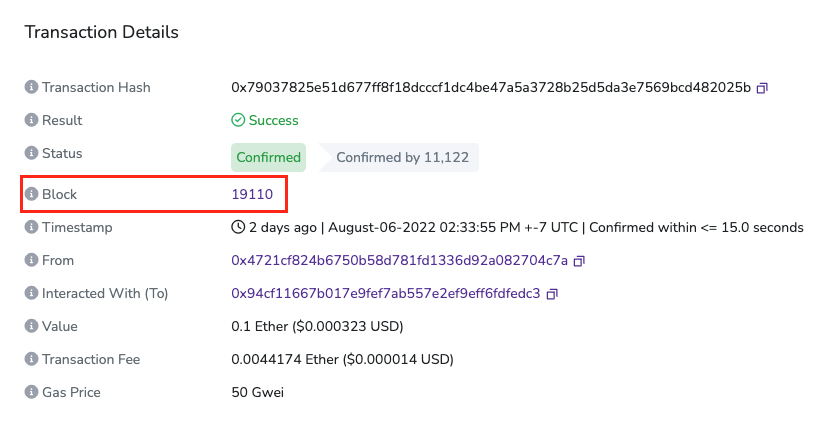 Transaction Details
Transaction Hash 0x79037825e51d677ff8f18dcccf1dc4be47a5a3728b25d5da3e7569bcd482025b
Result Success
Status Confirmed Confirmed by 11,122
Block 19110
Timestamp 2 days ago | August-06-2022 02:33:55 PM +-7 UTC | Confirmed within <= 15.0 seconds
From 0x4721cf824b6750b58d781fd1336d92a082704c7a
Interacted With (To) 0x94cf11667b017e9fef7ab557e2ef9eff6fdfedc3
Value 0.1 Ether ($0.000323 USD)
Transaction Fee 0.0044174 Ether ($0.000014 USD)
Gas Price 50 Gwei